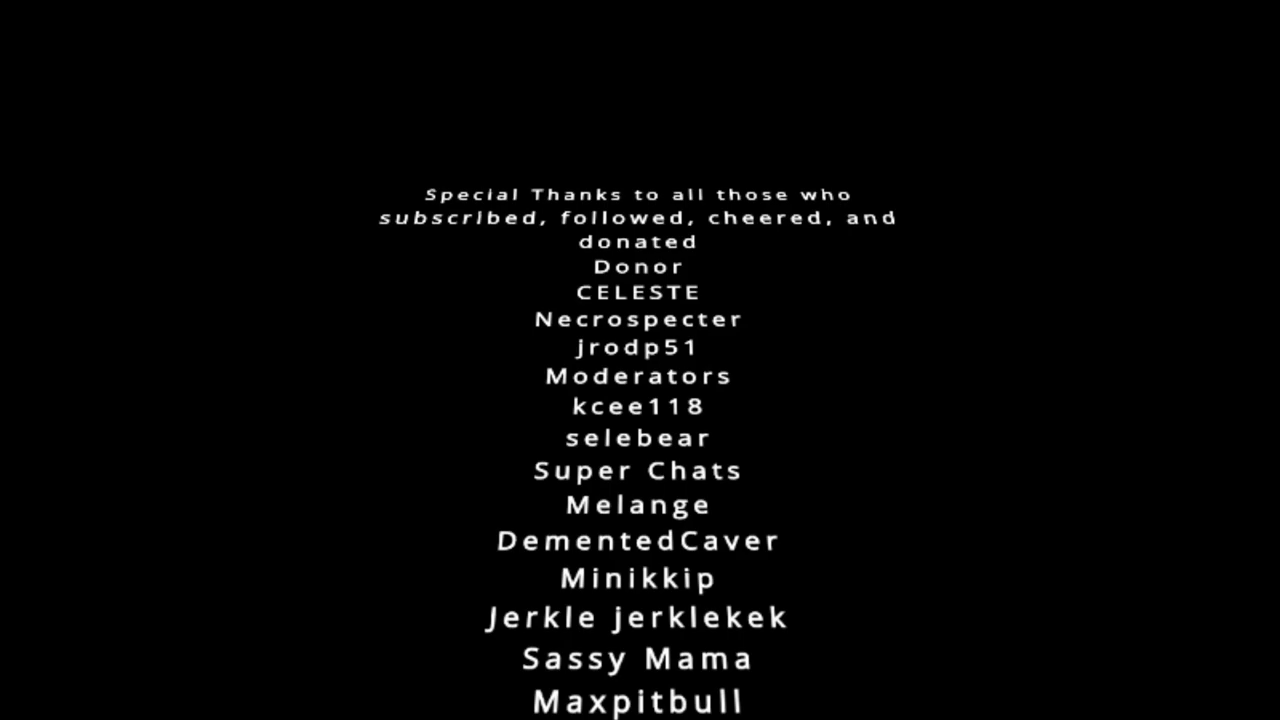 Special Thanks to all those who
subscribed, followed, cheered, and
donated
Donor
CELESTE
Necrospecter
jrodp51
Moderators
kcee118
selebear
Super Chats
Melange
DementedCaver
Minikkip
Jerkle jerklekek
Sassy Mama
Maxpitbull